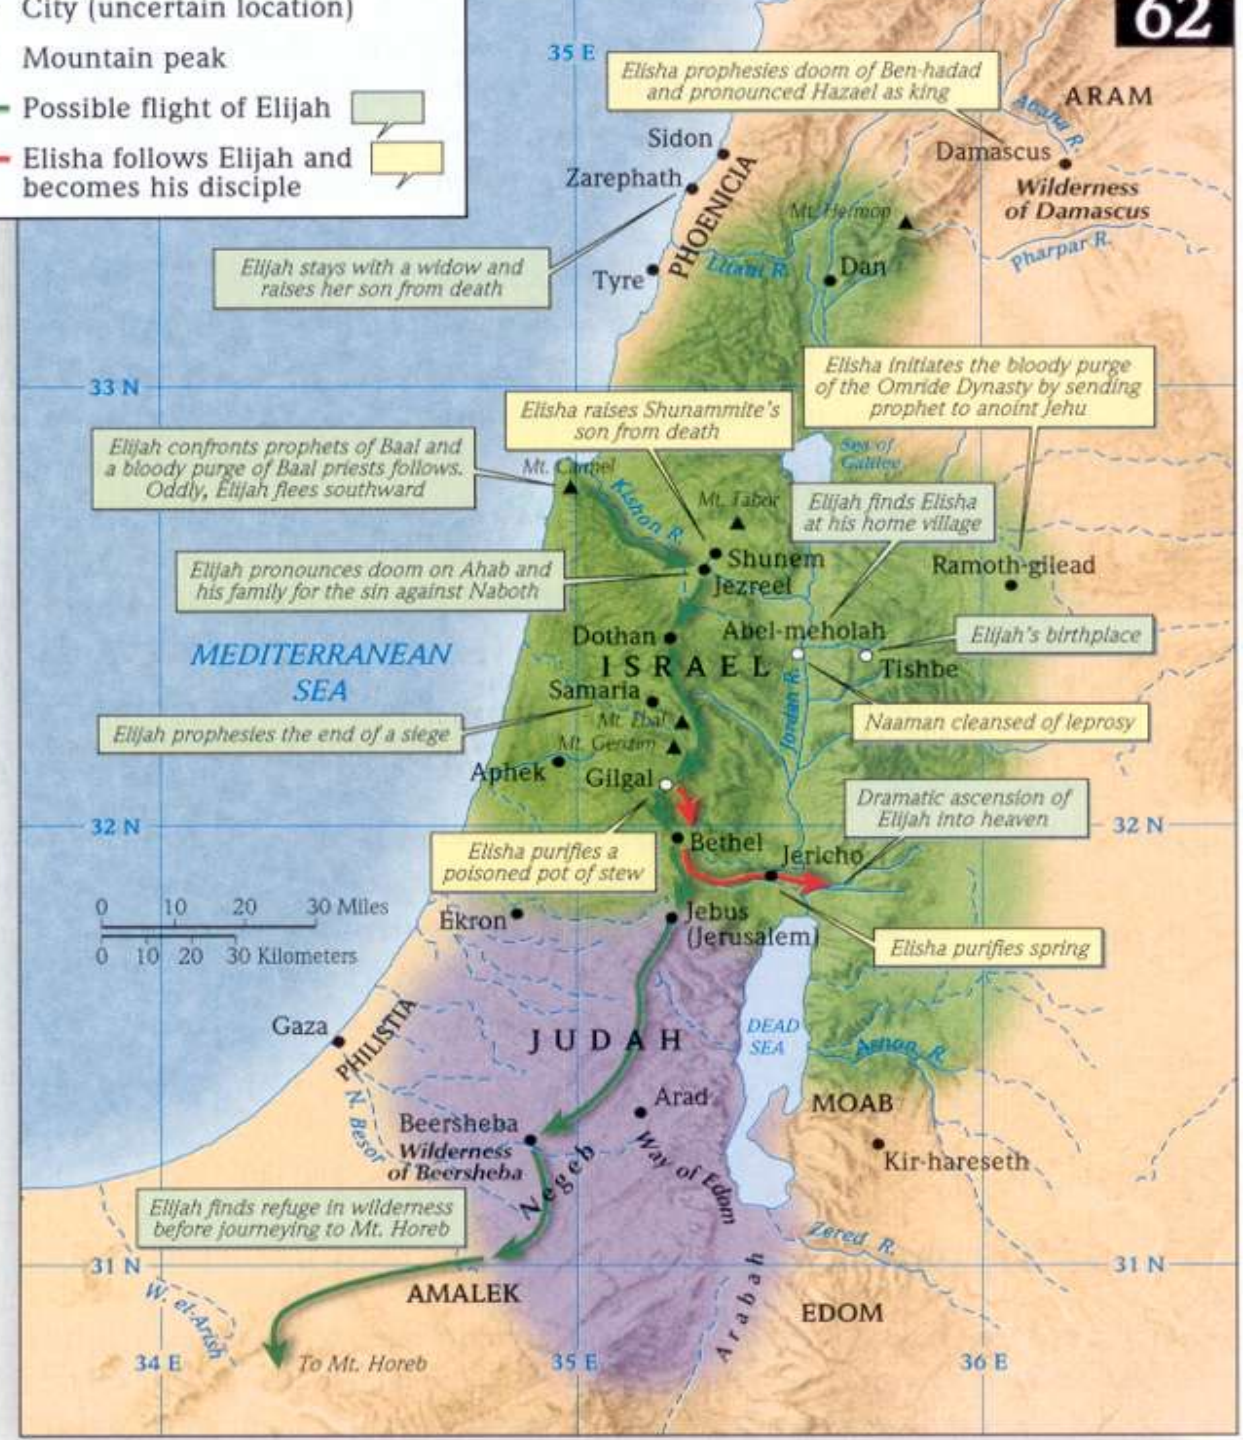 City (uncertain location)
Mountain peak
Possible flight of Elijah
Elisha follows Elijah and
becomes his disciple
62
35 E
Elisha prophesies doom of Ben-hadad
and pronounced Hazael as king
ARAM
Abana R.
Sidon
Damascus
Zarephath
Wilderness
of Damascus
PHOENICIA
Mt. Hermon
Pharpar R.
Elijah stays with a widow and
raises her son from death
Litani R.
Dan
Tyre
33 N
Elisha initiates the bloody purge
of the Omride Dynasty by sending
prophet to anoint Jehu
Elisha raises Shunammite's
son from death
Elijah confronts prophets of Baal and
a bloody purge of Baal priests follows.
Oddly, Elijah flees southward
Sea of
Galilee
Mt. Carmel
Kishon R.
Mt. Tabor
Elijah finds Elisha
at his home village
Shunem
Ramoth-gilead
Elijah pronounces doom on Ahab and
his family for the sin against Naboth
Jezreel
Dothan
Abel-meholah
Elijah's birthplace
MEDITERRANEAN
SEA
ISRAEL
Tishbe
Samaria
Jordan R.
Mt. Ebal
Naaman cleansed of leprosy
Elijah prophesies the end of a siege
Mt. Gerizim
Aphek
Gilgal
Dramatic ascension of
Elijah into heaven
32 N
32 N
Elisha purifies a
poisoned pot of stew
Bethel
Jericho
0 10 20 30 Miles
0 10 20 30 Kilometers
Ekron
Jebus
(Jerusalem)
Elisha purifies spring
Gaza
PHILISTIA
JUDAH
DEAD
SEA
Arnon R.
N. Besor
Arad
MOAB
Beersheba
Wilderness
of Beersheba
Negeb
Way of Edom
Kir-hareseth
Elijah finds refuge in wilderness
before journeying to Mt. Horeb
Zered R.
31 N
31 N
AMALEK
W. el-Arish
Arabah
EDOM
34 E
To Mt. Horeb
35 E
36 E